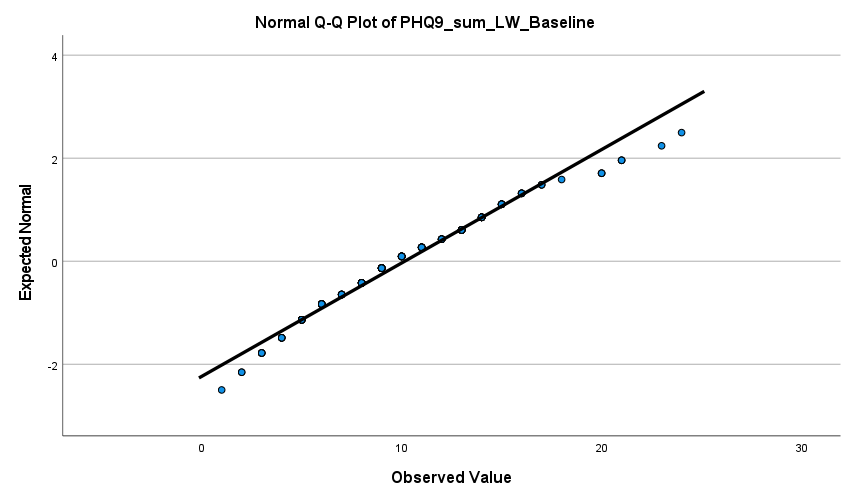 Normal Q-Q Plot of PHQ9_sum_LW_Baseline
4
2
0
-2
Expected Normal
0 10 20 30
Observed Value